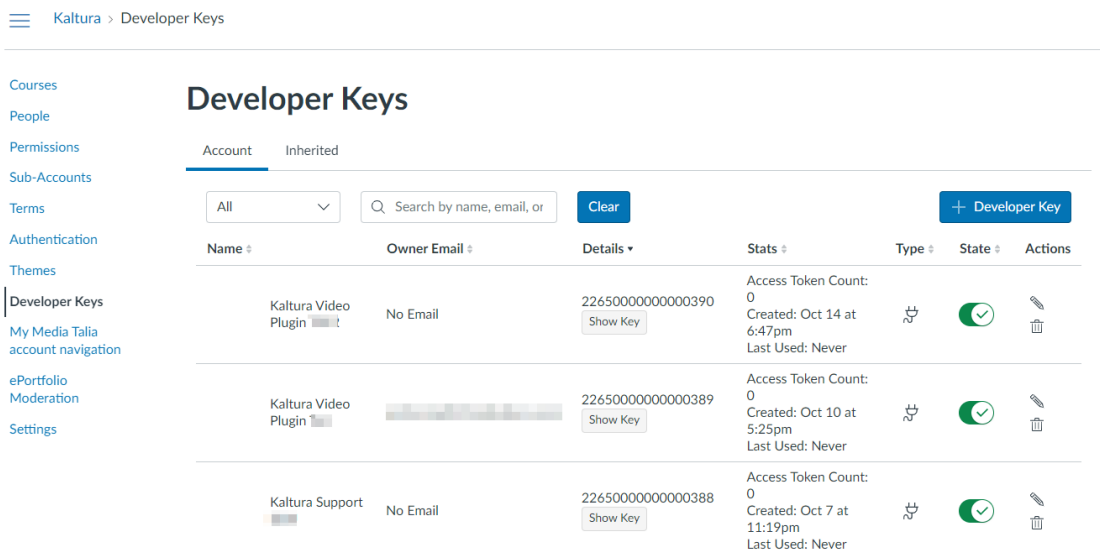 Kaltura > Developer Keys
Courses
People
Permissions
Sub-Accounts
Terms
Authentication
Themes
Developer Keys
My Media Talia
account navigation
ePortfolio
Moderation
Settings
Developer Keys
Account Inherited
All Search by name, email, or Clear + Developer Key
Name Owner Email Details Stats Type State Actions
Kaltura Video
Plugin
No Email
22650000000000390
Show Key
Access Token Count:
0
Created: Oct 14 at
6:47pm
Last Used: Never
Kaltura Video
Plugin
22650000000000389
Show Key
Access Token Count:
0
Created: Oct 10 at
5:25pm
Last Used: Never
Kaltura Support
No Email
22650000000000388
Show Key
Access Token Count:
0
Created: Oct 7 at
11:19pm
Last Used: Never